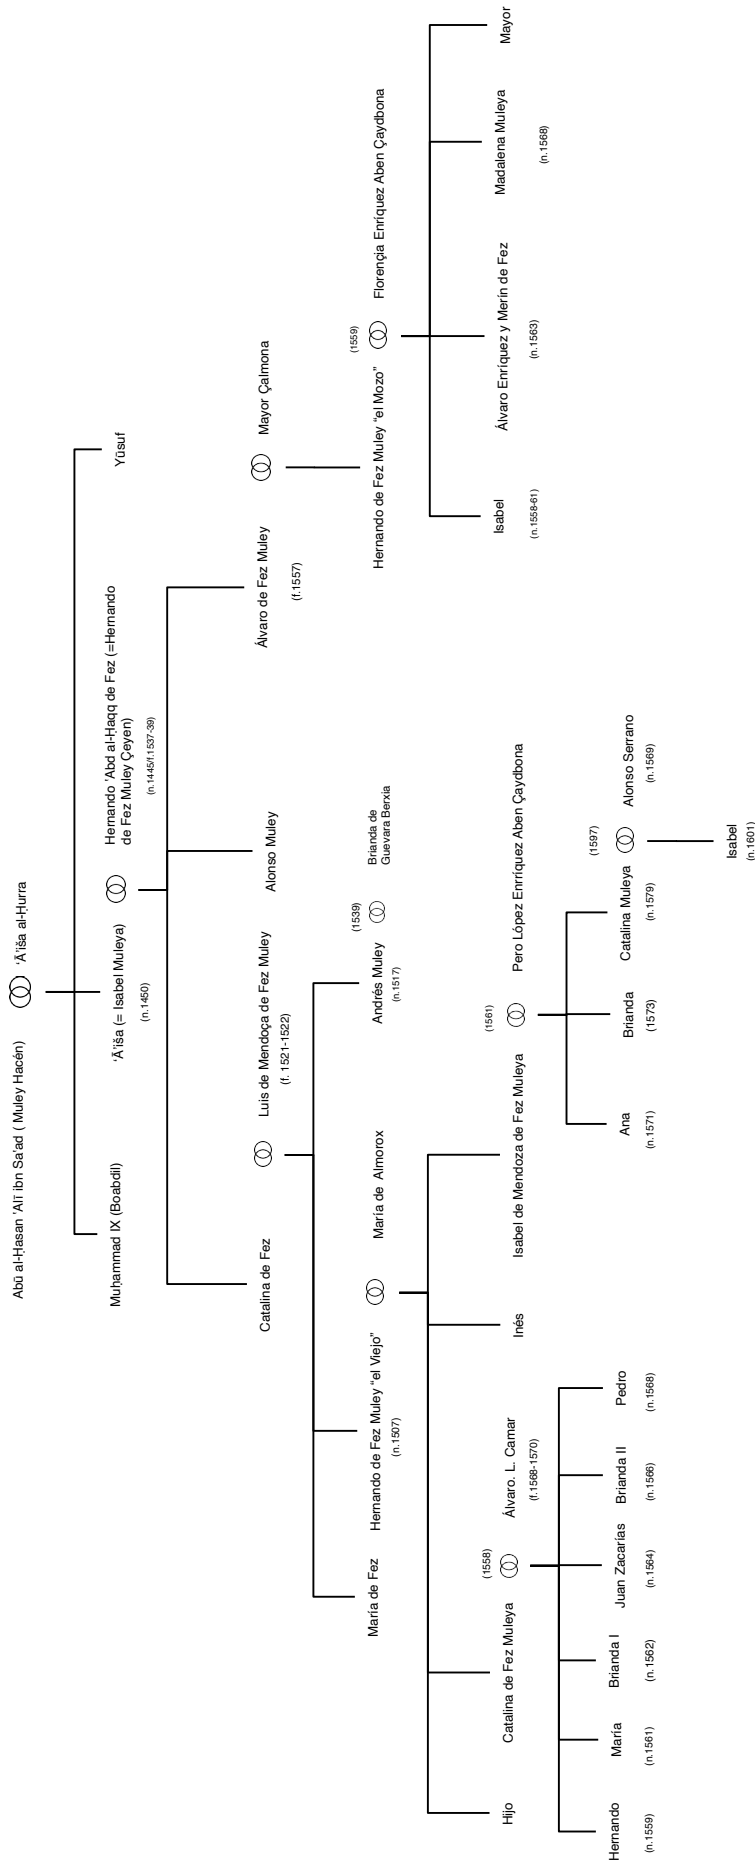 Abū al-Ḥasan 'Alī ibn Sa'ad ( Muley Hacén)
'Ā'iša al-Ḥurra
Muḥammad IX (Boabdil)
'Ā'iša (= Isabel Muleya)
(n.1450)
Hernando 'Abd al-Ḥaqq de Fez (=Hernando
de Fez Muley Çeyen)
(n.1445/f.1537-39)
Yūsuf
Catalina de Fez
Luis de Mendoça de Fez Muley
(f. 1521-1522)
Alonso Muley
Álvaro de Fez Muley
(f.1557)
Mayor Çalmona
María de Fez
Hernando de Fez Muley “el Viejo”
(n.1507)
María de Almorox
Andrés Muley
(n.1517)
(1539)
Brianda de
Guevara Berxia
Hernando de Fez Muley “el Mozo”
(1559)
Florençia Enríquez Aben Çaydbona
Hijo
Catalina de Fez Muleya
(1558)
Álvaro. L. Camar
(f.1568-1570)
Inés
Isabel de Mendoza de Fez Muleya
(1561)
Pero López Enrríquez Aben Çaydbona
Isabel
(n.1558-61)
Álvaro Enríquez y Merín de Fez
(n.1563)
Madalena Muleya
(n.1568)
Mayor
Hernando
(n.1559)
María
(n.1561)
Brianda I
(n.1562)
Juan Zacarías
(n.1564)
Brianda II
(n.1566)
Pedro
(n.1568)
Ana
(n.1571)
Brianda
(1573)
Catalina Muleya
(n.1579)
(1597)
Alonso Serrano
(n.1569)
Isabel
(n.1601)